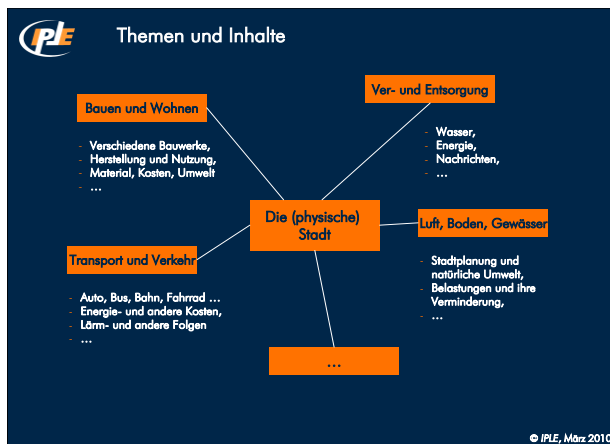 IPLE
Themen und Inhalte
Bauen und Wohnen
- Verschiedene Bauwerke,
- Herstellung und Nutzung,
- Material, Kosten, Umwelt
- ...
Ver- und Entsorgung
- Wasser,
- Energie,
- Nachrichten,
- ...
Die (physische)
Stadt
Luft, Boden, Gewässer
- Stadtplanung und
natürliche Umwelt,
- Belastungen und ihre
Verminderung,
- ...
Transport und Verkehr
- Auto, Bus, Bahn, Fahrrad ...
- Energie- und andere Kosten,
- Lärm- und andere Folgen
- ...
...
© IPLE, März 2010